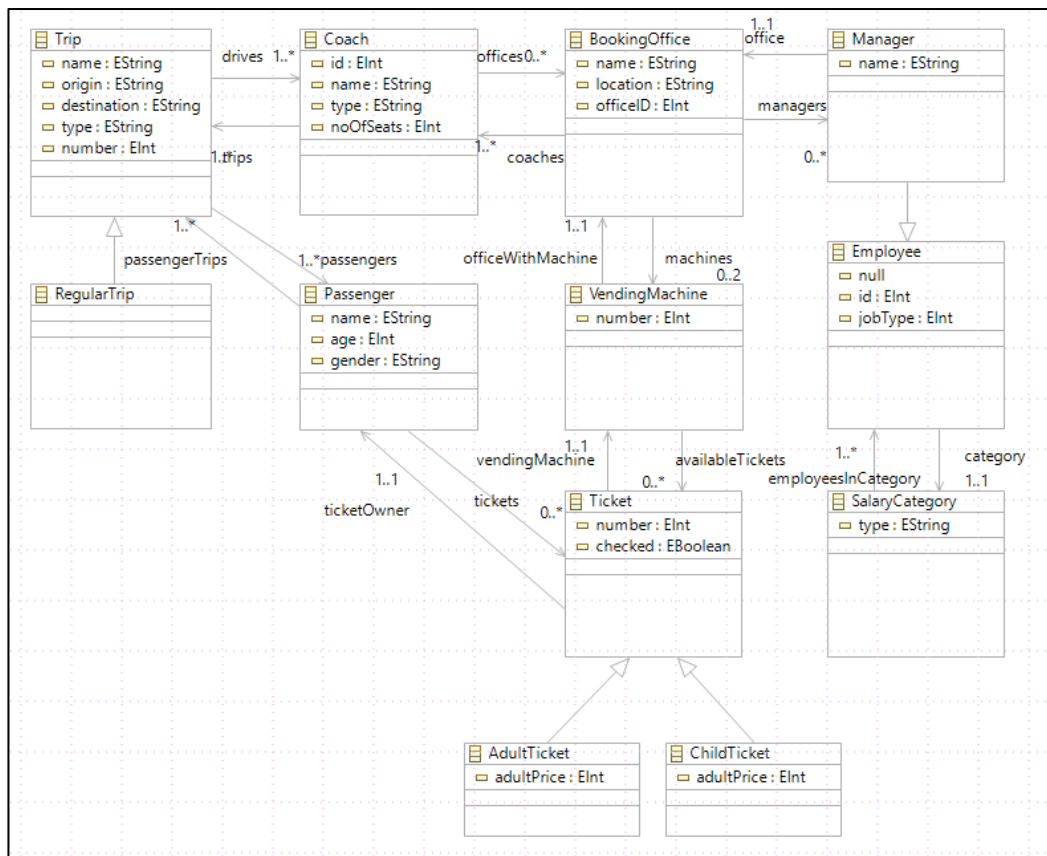 Trip
name : EString
origin : EString
destination : EString
type : EString
number : EInt
drives
1..*
1..*
trips
Coach
id : EInt
name : EString
type : EString
noOfSeats : EInt
offices
0..*
1..*
coaches
BookingOffice
name : EString
location : EString
officeID : EInt
1..1
office
managers
0..*
Manager
name : EString
1..*
passengerTrips
1..*
passengers
1..1
officeWithMachine
machines
0..2
RegularTrip
Passenger
name : EString
age : EInt
gender : EString
VendingMachine
number : EInt
Employee
null
id : EInt
jobType : EInt
1..1
ticketOwner
tickets
0..*
1..1
vendingMachine
availableTickets
0..*
1..*
employeesInCategory
category
1..1
Ticket
number : EInt
checked : EBoolean
SalaryCategory
type : EString
AdultTicket
adultPrice : EInt
ChildTicket
adultPrice : EInt